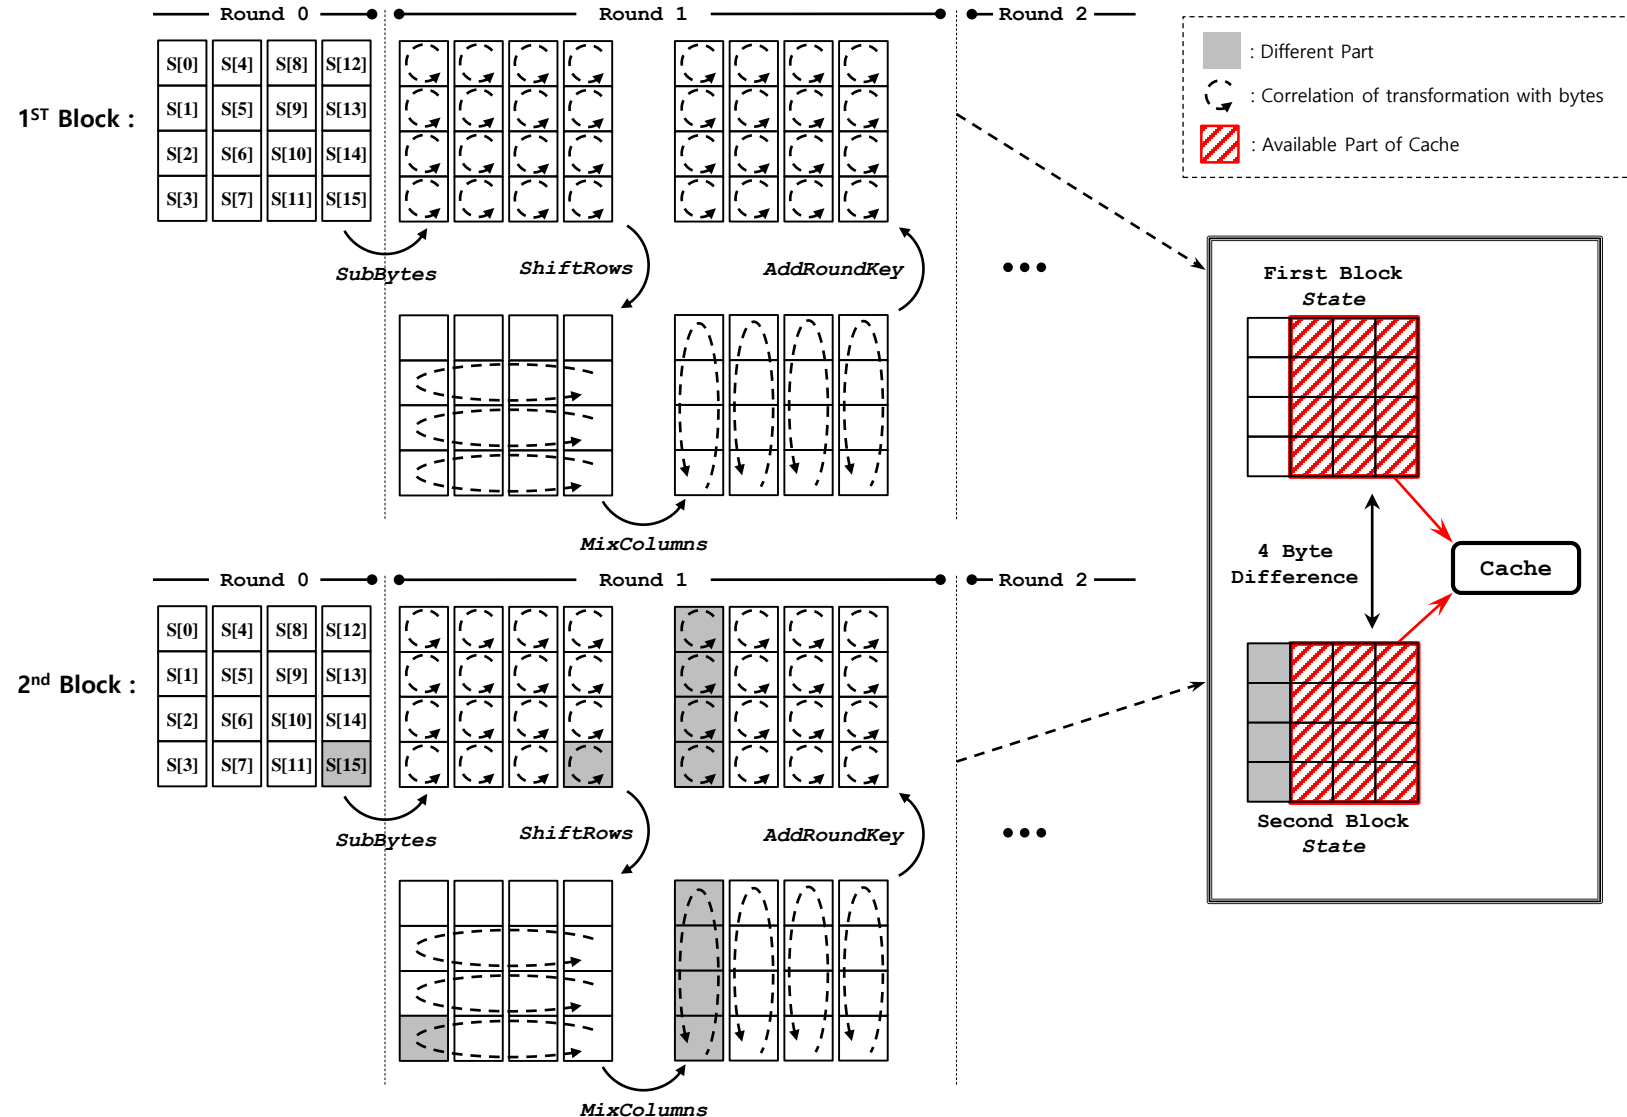 Round 0
Round 1
Round 2
: Different Part
: Correlation of transformation with bytes
: Available Part of Cache
1ST Block :
S[0] S[4] S[8] S[12]
S[1] S[5] S[9] S[13]
S[2] S[6] S[10] S[14]
S[3] S[7] S[11] S[15]
SubBytes
ShiftRows
AddRoundKey
MixColumns
Round 0
Round 1
Round 2
2nd Block :
S[0] S[4] S[8] S[12]
S[1] S[5] S[9] S[13]
S[2] S[6] S[10] S[14]
S[3] S[7] S[11] S[15]
SubBytes
ShiftRows
AddRoundKey
MixColumns
First Block
State
4 Byte
Difference
Cache
Second Block
State